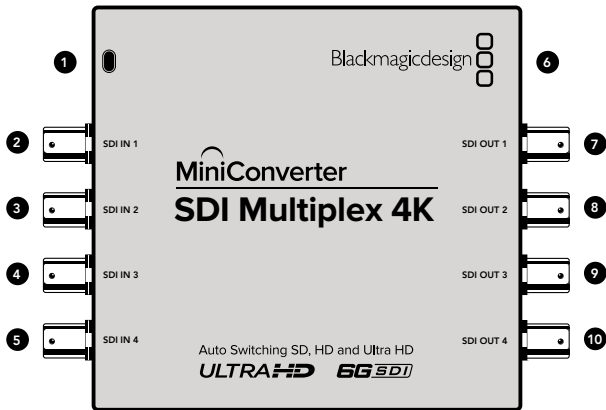 1
Blackmagicdesign
6
2
SDI IN 1
SDI OUT 1
7
MiniConverter
3
SDI IN 2
SDI Multiplex 4K
SDI OUT 2
8
4
SDI IN 3
SDI OUT 3
9
5
SDI IN 4
Auto Switching SD, HD and Ultra HD
SDI OUT 4
10
ULTRA HD 6G SDI